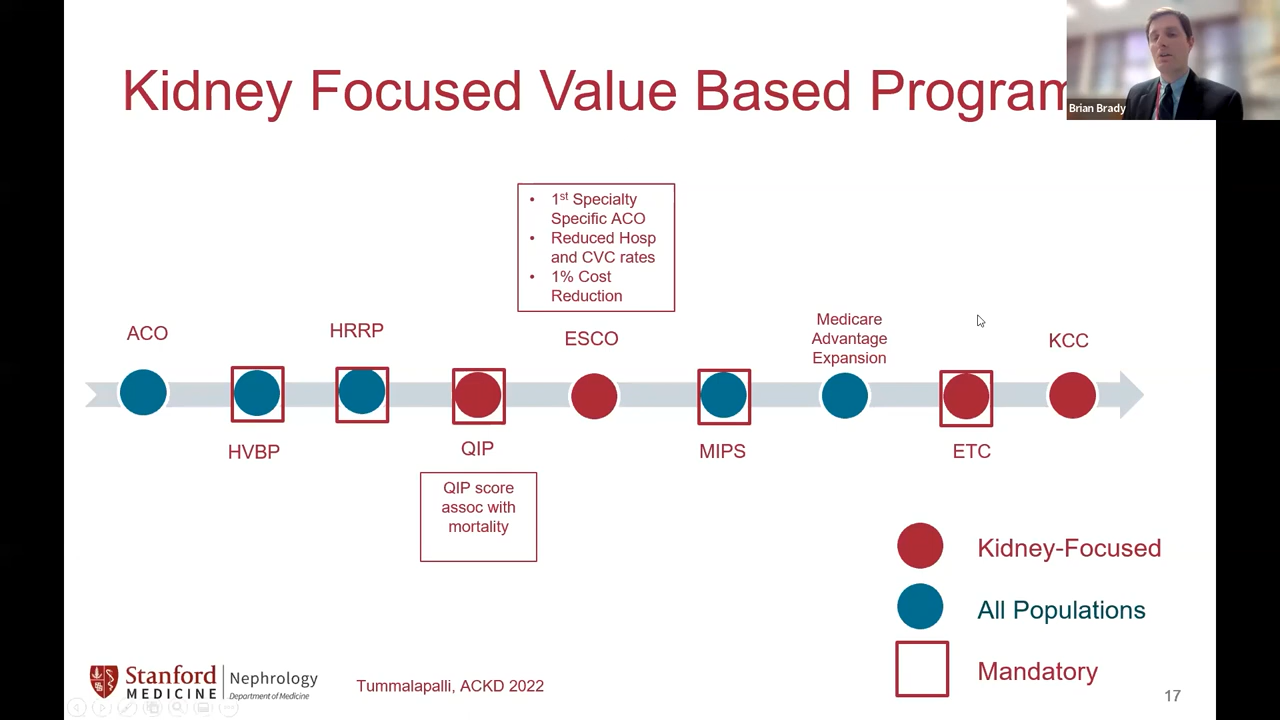 Kidney Focused Value Based Program
Brian Brady
• 1st Specialty
Specific ACO
• Reduced Hosp
and CVC rates
• 1% Cost
Reduction
ACO
HRRP
ESCO
Medicare
Advantage
Expansion
KCC
HVBP
QIP
MIPS
ETC
QIP score
assoc with
mortality
Kidney-Focused
All Populations
Mandatory
Stanford
MEDICINE
Nephrology
Department of Medicine
Tummalapalli, ACKD 2022
17